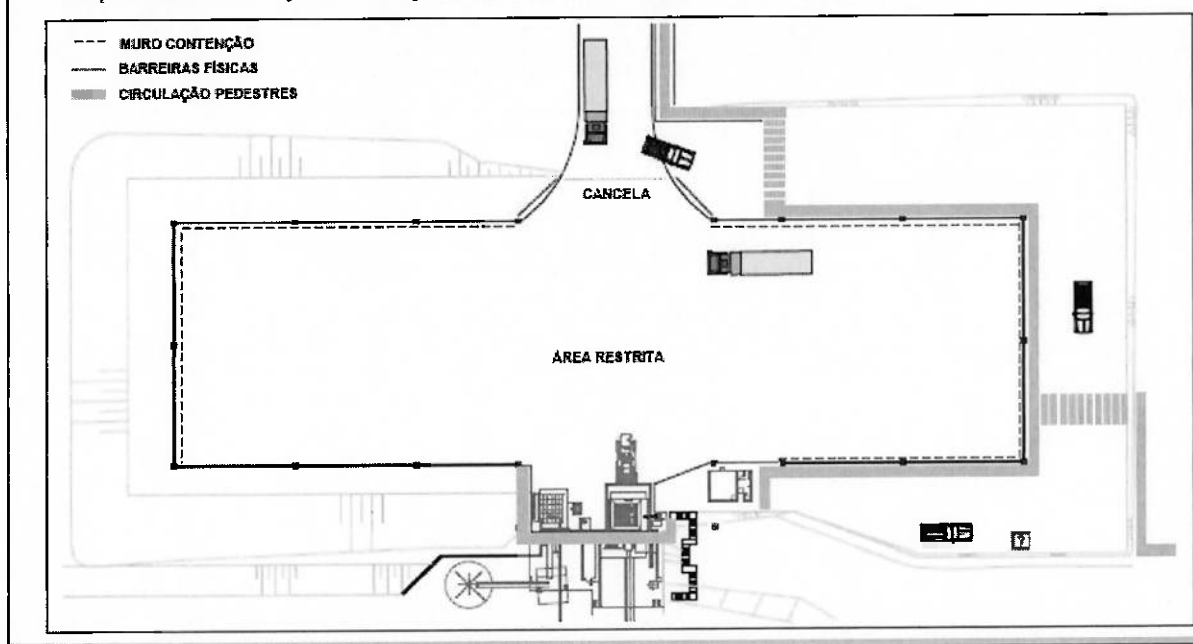 MURO CONTENÇÃO
BARREIRAS FÍSICAS
CIRCULAÇÃO PEDESTRES
CANCELA
ÁREA RESTRITA
?